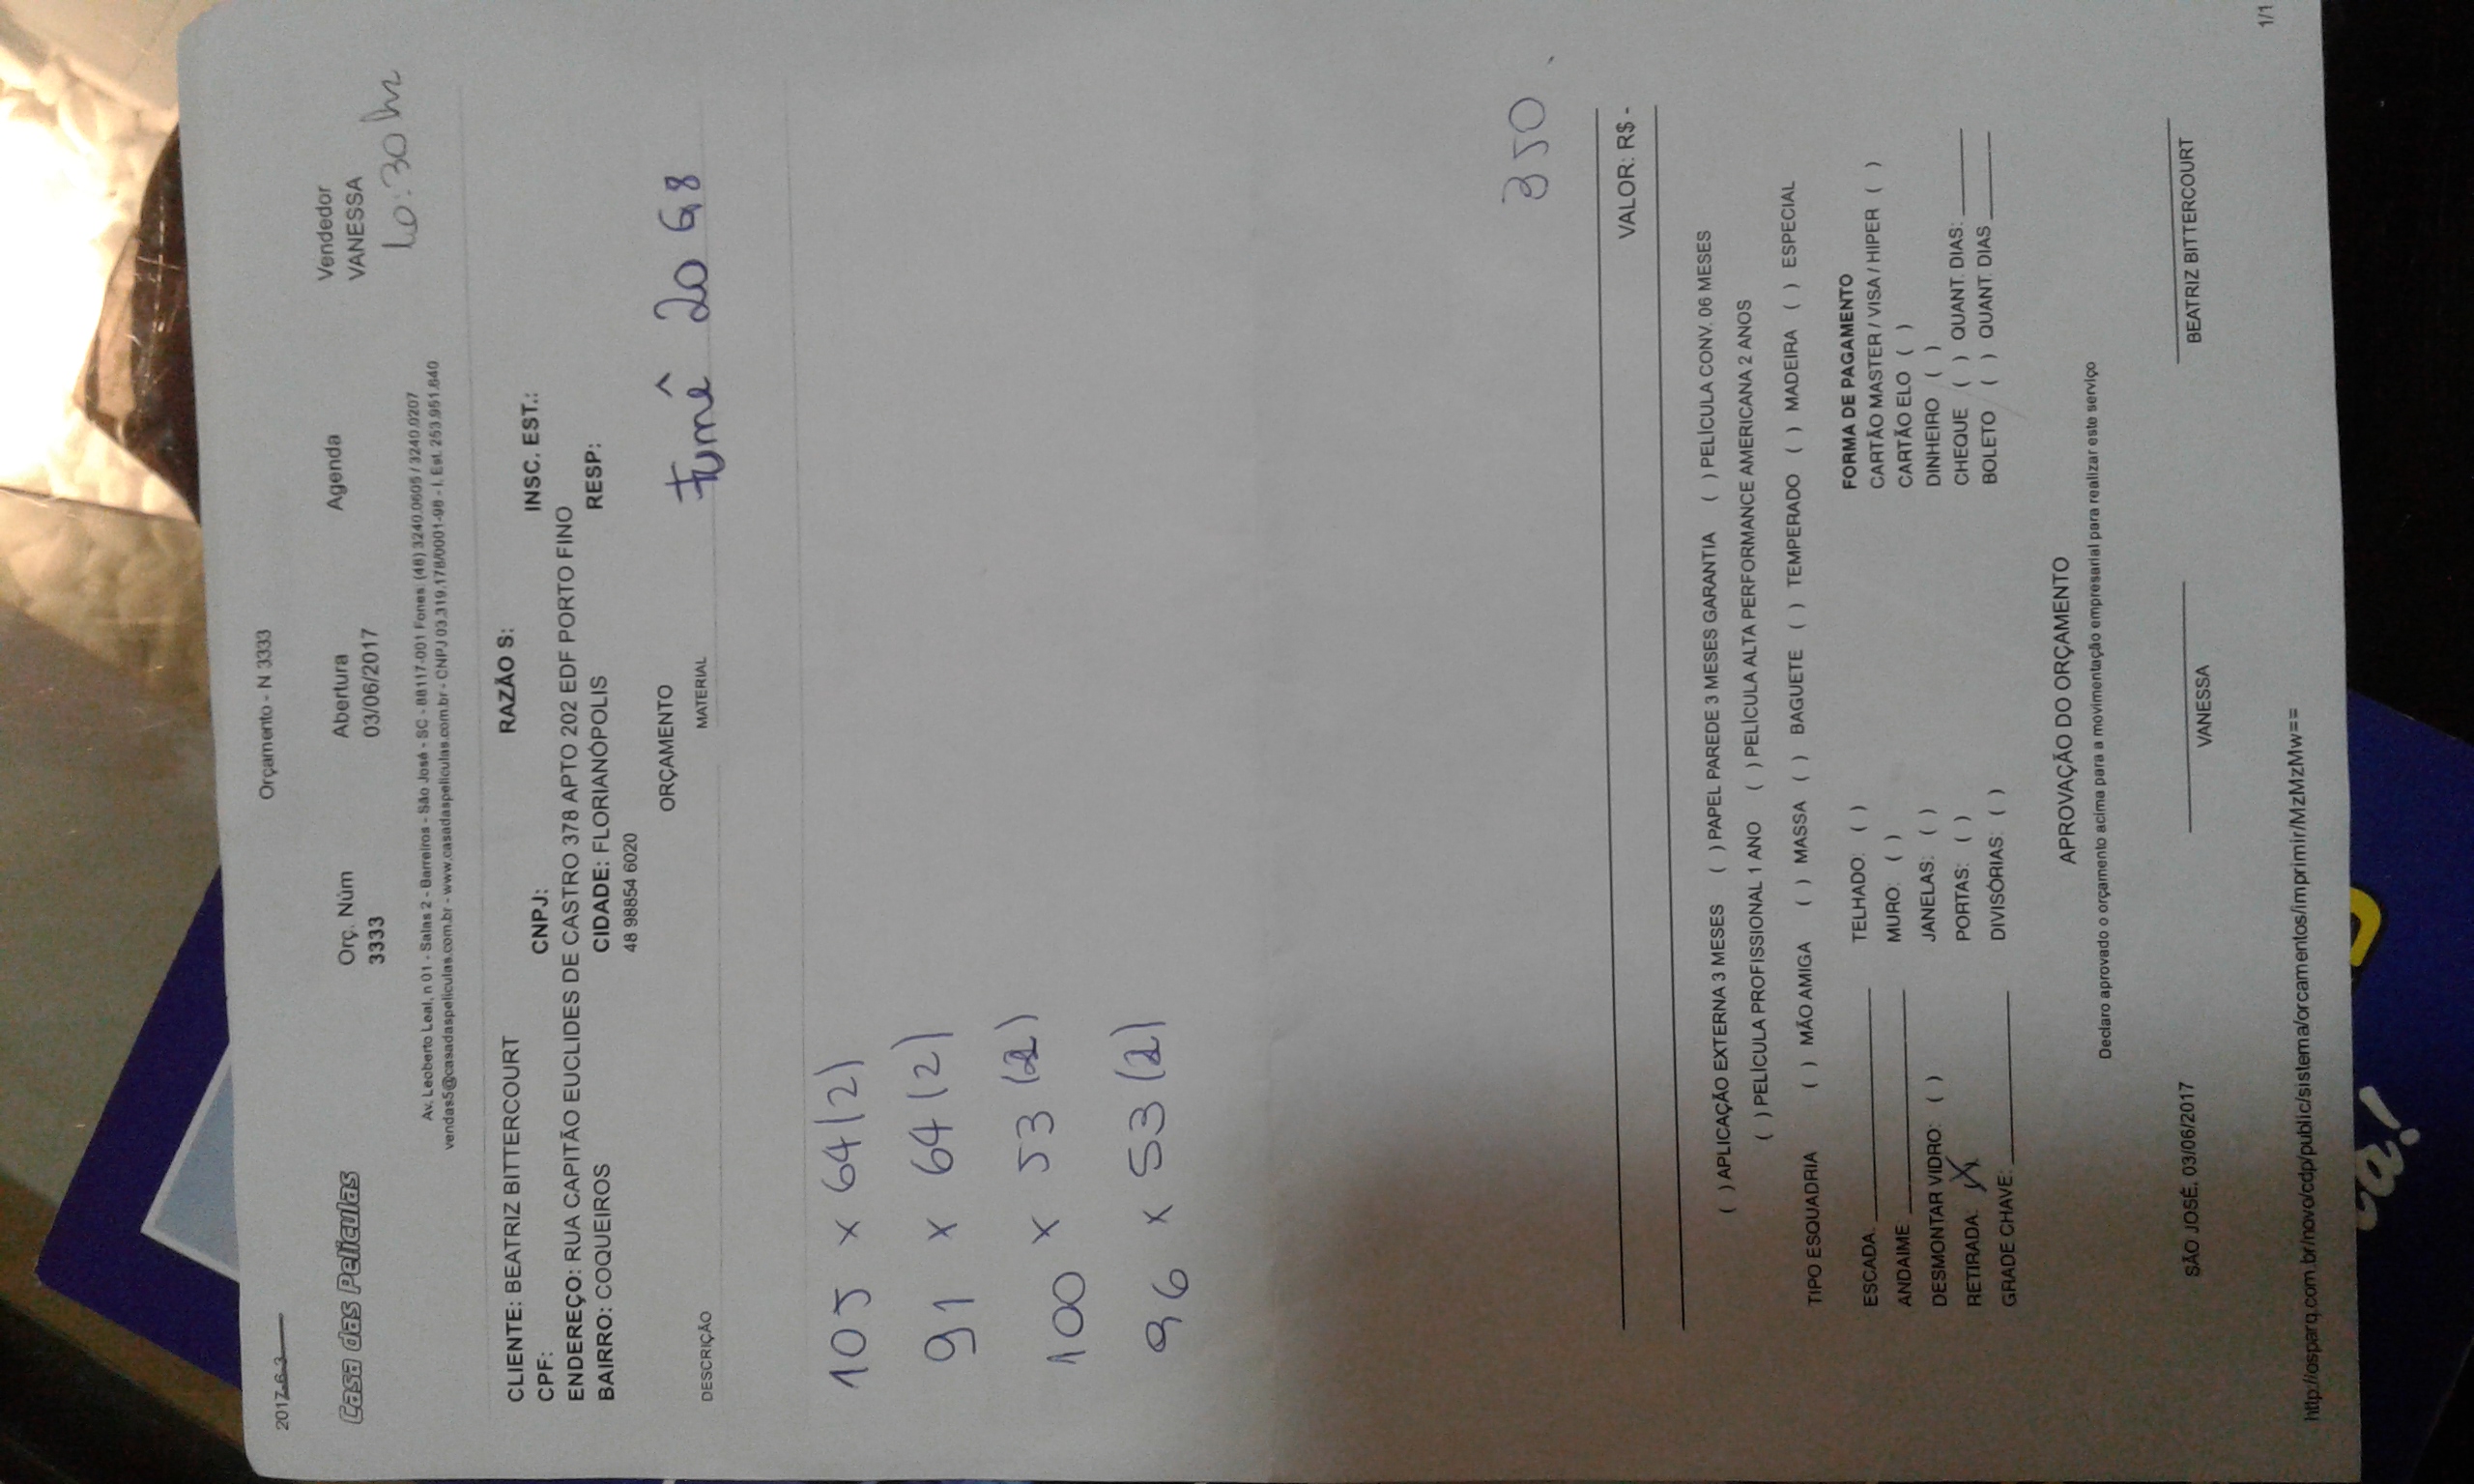 2017-6-3
Orçamento - N 3333
Casa das Películas
Orç. Núm
3333
Abertura
03/06/2017
Agenda
Vendedor
VANESSA
10:30 hr
Av. Leoberto Leal, n 01 - Salas 2 - Barreiros - São José - SC - 88117-001 Fones: (48) 3240.0605 / 3240.0207
vendas5@casadaspeliculas.com.br - www.casadaspeliculas.com.br - CNPJ 03.319.178/0001-98 - I. Est. 253.951.640
CLIENTE: BEATRIZ BITTERCOURT RAZÃO S:
CPF: CNPJ: INSC. EST.:
ENDEREÇO: RUA CAPITÃO EUCLIDES DE CASTRO 378 APTO 202 EDF PORTO FINO
BAIRRO: COQUEIROS CIDADE: FLORIANÓPOLIS RESP:
48 98854 6020
ORÇAMENTO
DESCRIÇÃO MATERIAL
Fumê 20 G8
105 x 64 (2)
91 x 64 (2)
100 x 53 (2)
96 x 53 (2)
350.
VALOR: R$ -
( ) APLICAÇÃO EXTERNA 3 MESES ( ) PAPEL PAREDE 3 MESES GARANTIA ( ) PELÍCULA CONV. 06 MESES
( ) PELÍCULA PROFISSIONAL 1 ANO ( ) PELÍCULA ALTA PERFORMANCE AMERICANA 2 ANOS
TIPO ESQUADRIA ( ) MÃO AMIGA ( ) MASSA ( ) BAGUETE ( ) TEMPERADO ( ) MADEIRA ( ) ESPECIAL
ESCADA:
ANDAIME
DESMONTAR VIDRO: ( )
RETIRADA: X
GRADE CHAVE:
TELHADO: ( )
MURO: ( )
JANELAS: ( )
PORTAS: ( )
DIVISÓRIAS: ( )
FORMA DE PAGAMENTO
CARTÃO MASTER / VISA / HIPER ( )
CARTÃO ELO ( )
DINHEIRO ( )
CHEQUE ( ) QUANT. DIAS:
BOLETO ( ) QUANT. DIAS
APROVAÇÃO DO ORÇAMENTO
Declaro aprovado o orçamento acima para a movimentação empresarial para realizar este serviço
SÃO JOSÉ, 03/06/2017
VANESSA
BEATRIZ BITTERCOURT
http://osparq.com.br/novo/cdp/public/sistema/orcamentos/imprimir/MzMzMw==
1/1